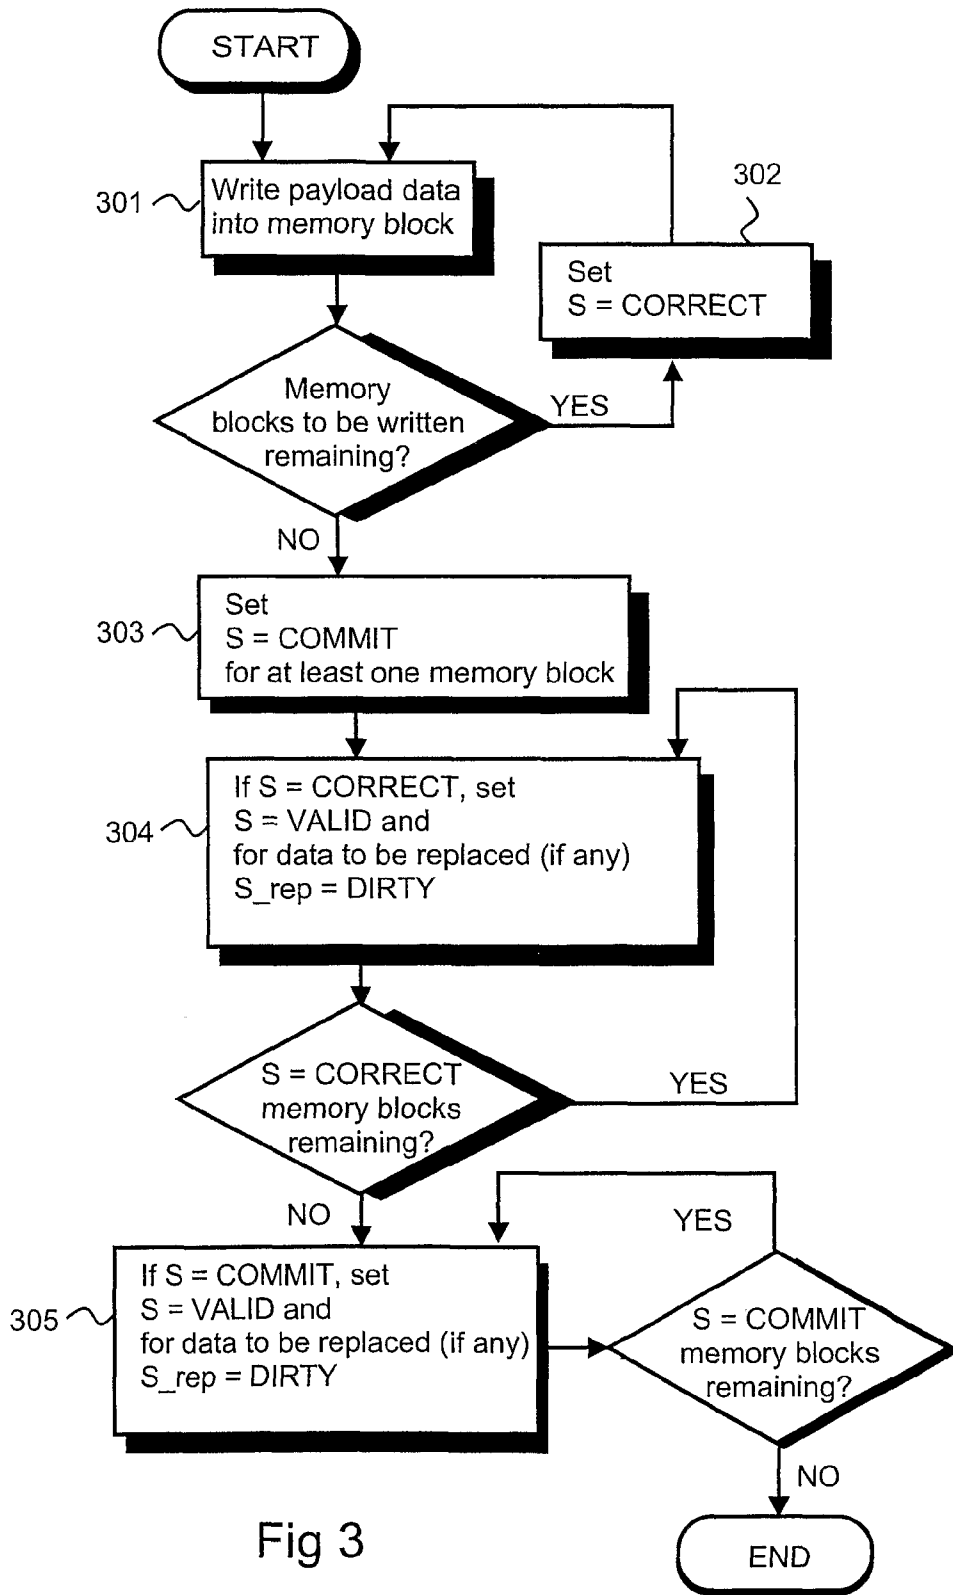 START
301
Write payload data
into memory block
302
Set
S = CORRECT
Memory
blocks to be written
remaining?
YES
NO
303
Set
S = COMMIT
for at least one memory block
304
If S = CORRECT, set
S = VALID and
for data to be replaced (if any)
S_rep = DIRTY
S = CORRECT
memory blocks
remaining?
YES
NO
305
If S = COMMIT, set
S = VALID and
for data to be replaced (if any)
S_rep = DIRTY
YES
S = COMMIT
memory blocks
remaining?
NO
END
Fig 3